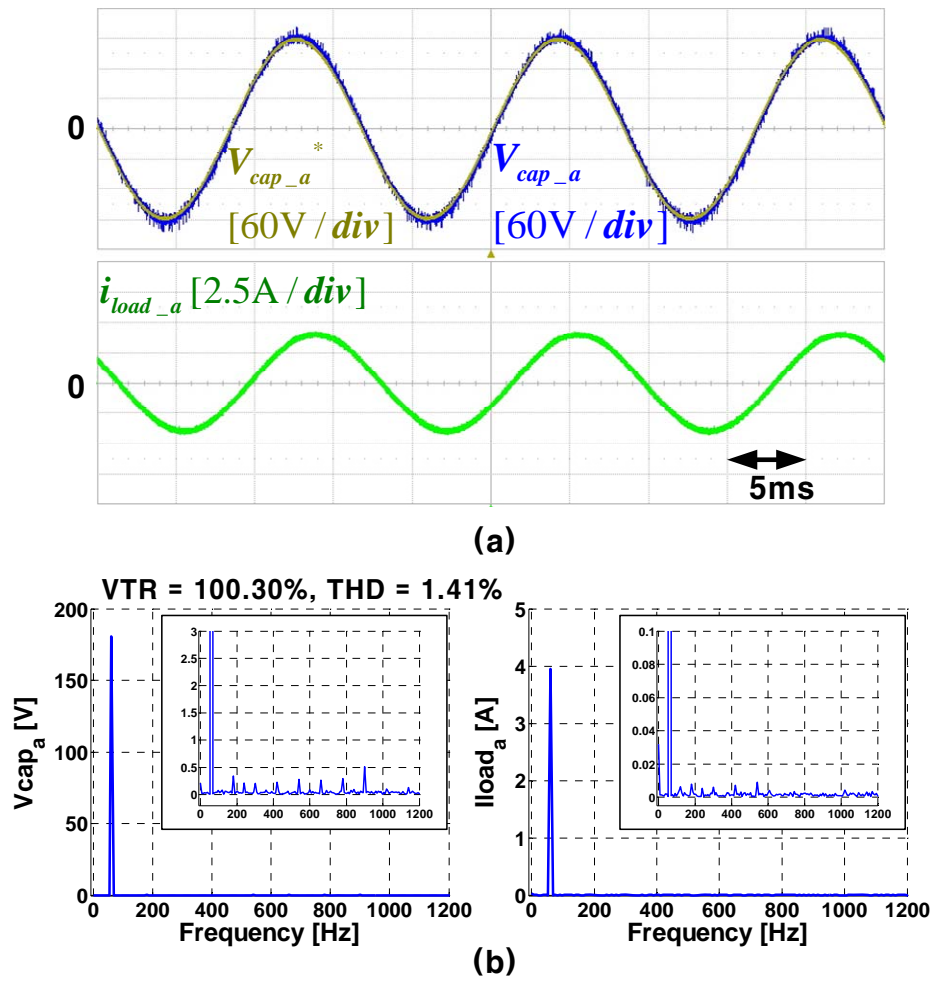 0
V_cap_a* V_cap_a
[60V / div] [60V / div]
i_load_a [2.5A / div]
0
5ms
(a)
VTR = 100.30%, THD = 1.41%
200
150
100
50
0
Vcap_a [V]
3
2.5
2
1.5
1
0.5
0
0 200 400 600 800 1000 1200
0 200 400 600 800 1000 1200
Frequency [Hz]
5
4
3
2
1
0
Iload_a [A]
0.1
0.08
0.06
0.04
0.02
0
0 200 400 600 800 1000 1200
0 200 400 600 800 1000 1200
Frequency [Hz]
(b)